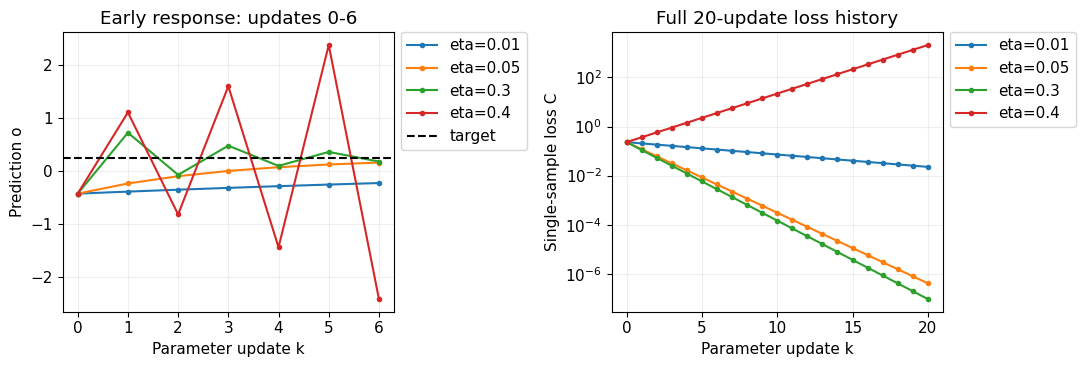 Early response: updates 0-6
Prediction o
2
1
0
−1
−2
0 1 2 3 4 5 6
Parameter update k
eta=0.01
eta=0.05
eta=0.3
eta=0.4
target
Full 20-update loss history
Single-sample loss C
10²
10⁰
10⁻²
10⁻⁴
10⁻⁶
0 5 10 15 20
Parameter update k
eta=0.01
eta=0.05
eta=0.3
eta=0.4